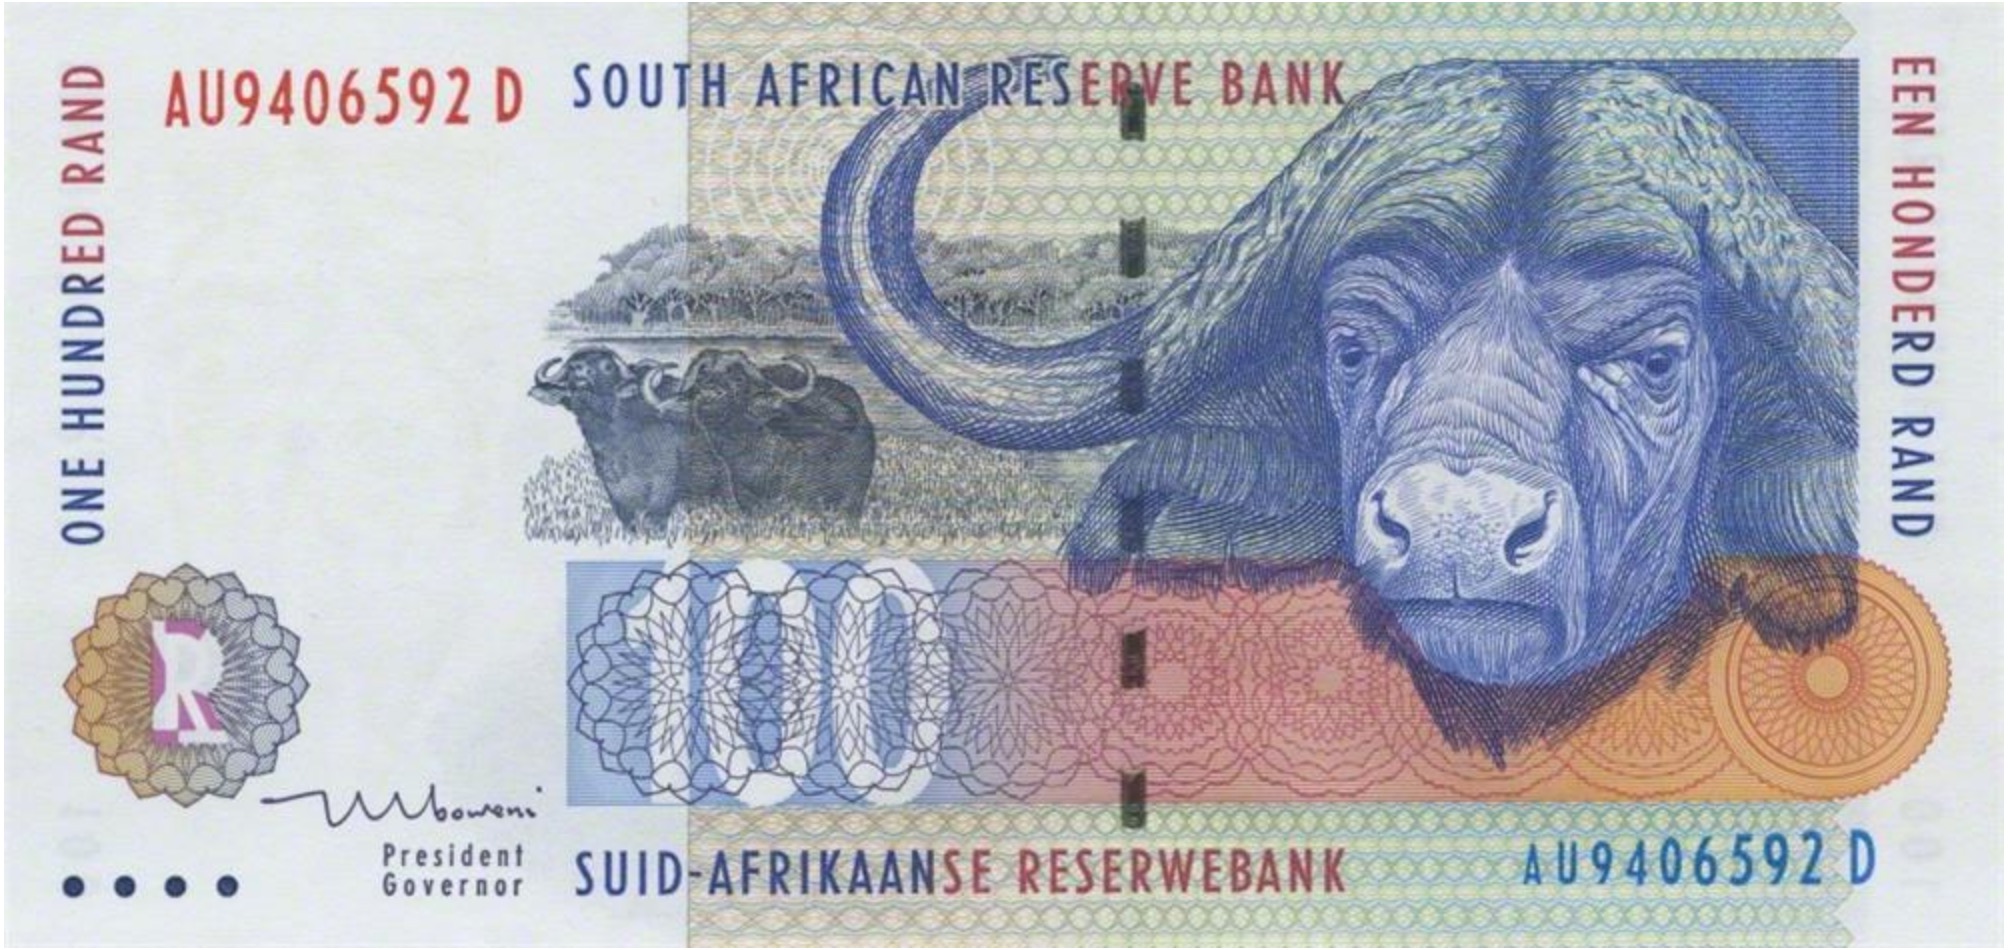 ONE HUNDRED RAND
AU9406592 D
SOUTH AFRICAN RESERVE BANK
EEN HONDERD RAND
100
R
Mboweni
President
Governor
SUID-AFRIKAANSE RESERWEBANK
AU9406592 D